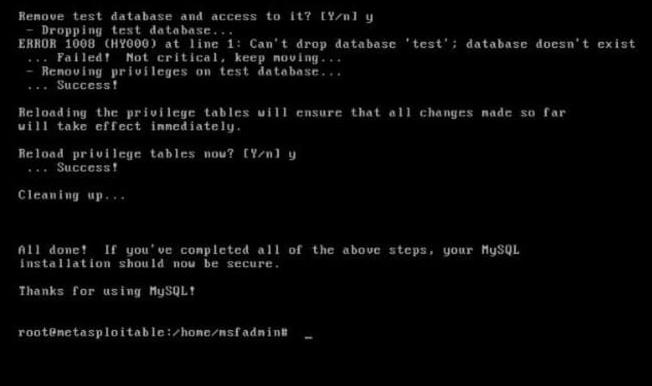 Remove test database and access to it? [Y/n] y
 - Dropping test database...
ERROR 1008 (HY000) at line 1: Can't drop database 'test'; database doesn't exist
 ... Failed!  Not critical, keep moving...
 - Removing privileges on test database...
 ... Success!
Reloading the privilege tables will ensure that all changes made so far
will take effect immediately.
Reload privilege tables now? [Y/n] y
 ... Success!
Cleaning up...
All done!  If you've completed all of the above steps, your MySQL
installation should now be secure.
Thanks for using MySQL!
root@metasploitable:/home/msfadmin# _